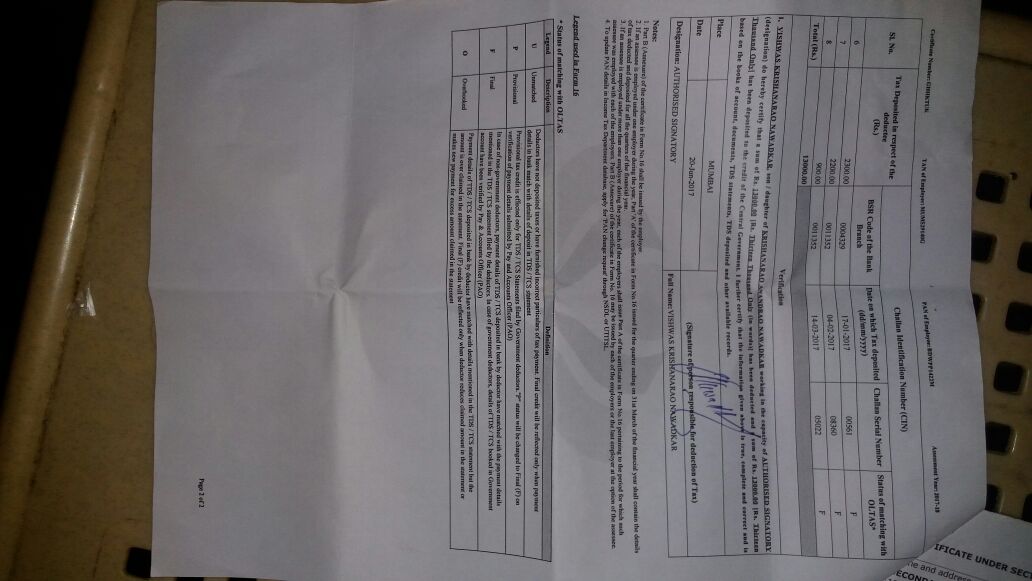 Certificate Number: GHHKTUK TAN of Employer: MUMI29148G PAN of Employee: BDWPP1422M Assessment Year: 2017-18
Sl. No. Tax Deposited in respect of the deductee (Rs.) Challan Identification Number (CIN)
BSR Code of the Bank Branch Date on which Tax deposited (dd/mm/yyyy) Challan Serial Number Status of matching with OLTAS*
6 2300.00 0004329 17-01-2017 00561 F
7 2200.00 0011352 04-02-2017 08360 F
8 900.00 0011352 14-03-2017 05022 F
Total (Rs.) 13000.00
Verification
I, VISHWAS KRISHANARAO NAWADKAR, son / daughter of KRISHANARAO ANANDRAO NAWADKAR working in the capacity of AUTHORISED SIGNATORY
(designation) do hereby certify that a sum of Rs. 13000.00 [Rs. Thirteen Thousand Only (in words)] has been deducted and a sum of Rs. 13000.00 [Rs. Thirteen
Thousand Only] has been deposited to the credit of the Central Government. I further certify that the information given above is true, complete and correct and is
based on the books of account, documents, TDS statements, TDS deposited and other available records.
Place MUMBAI
Date 20-Jun-2017 (Signature of person responsible for deduction of Tax)
Designation: AUTHORISED SIGNATORY Full Name: VISHWAS KRISHANARAO NAWADKAR
Notes:
1. Part B (Annexure) of the certificate in Form No.16 shall be issued by the employer.
2. If an assessee is employed under one employer during the year, Part 'A' of the certificate in Form No.16 issued for the quarter ending on 31st March of the financial year shall contain the details
of tax deducted and deposited for all the quarters of the financial year.
3. If an assessee is employed under more than one employer during the year, each of the employers shall issue Part A of the certificate in Form No.16 pertaining to the period for which such
assessee was employed with each of the employers. Part B (Annexure) of the certificate in Form No. 16 may be issued by each of the employers or the last employer at the option of the assessee.
4. To update PAN details in Income Tax Department database, apply for 'PAN change request' through NSDL or UTITSL.
Legend used in Form 16
* Status of matching with OLTAS
Legend Description Definition
U Unmatched Deductors have not deposited taxes or have furnished incorrect particulars of tax payment. Final credit will be reflected only when payment
details in bank match with details of deposit in TDS / TCS statement
P Provisional Provisional tax credit is effected only for TDS / TCS Statements filed by Government deductors."P" status will be changed to Final (F) on
verification of payment details submitted by Pay and Accounts Officer (PAO)
F Final In case of non-government deductors, payment details of TDS / TCS deposited in bank by deductor have matched with the payment details
mentioned in the TDS / TCS statement filed by the deductors. In case of government deductors, details of TDS / TCS booked in Government
account have been verified by Pay & Accounts Officer (PAO)
O Overbooked Payment details of TDS / TCS deposited in bank by deductor have matched with details mentioned in the TDS / TCS statement but the
amount is over claimed in the statement. Final (F) credit will be reflected only when deductor reduces claimed amount in the statement or
makes new payment for excess amount claimed in the statement
Page 2 of 2
IFICATE UNDER SECT
me and address
ECOND